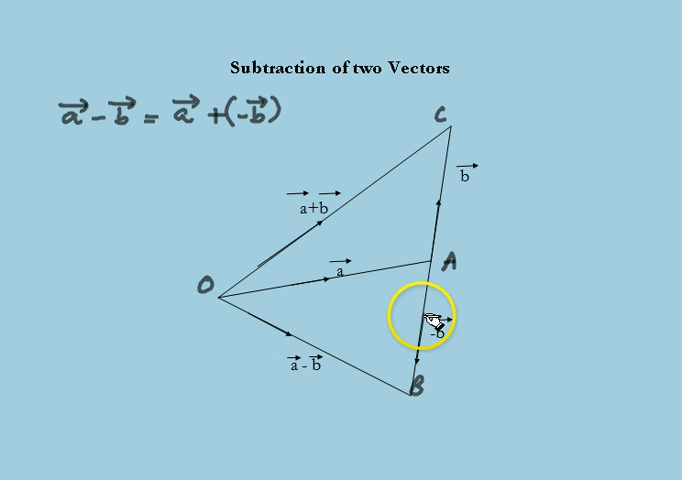 Subtraction of two Vectors
a⃗ - b⃗ = a⃗ + (-b⃗)
C
b⃗
a⃗+b⃗
A
a⃗
O
-b⃗
a⃗ - b⃗
B